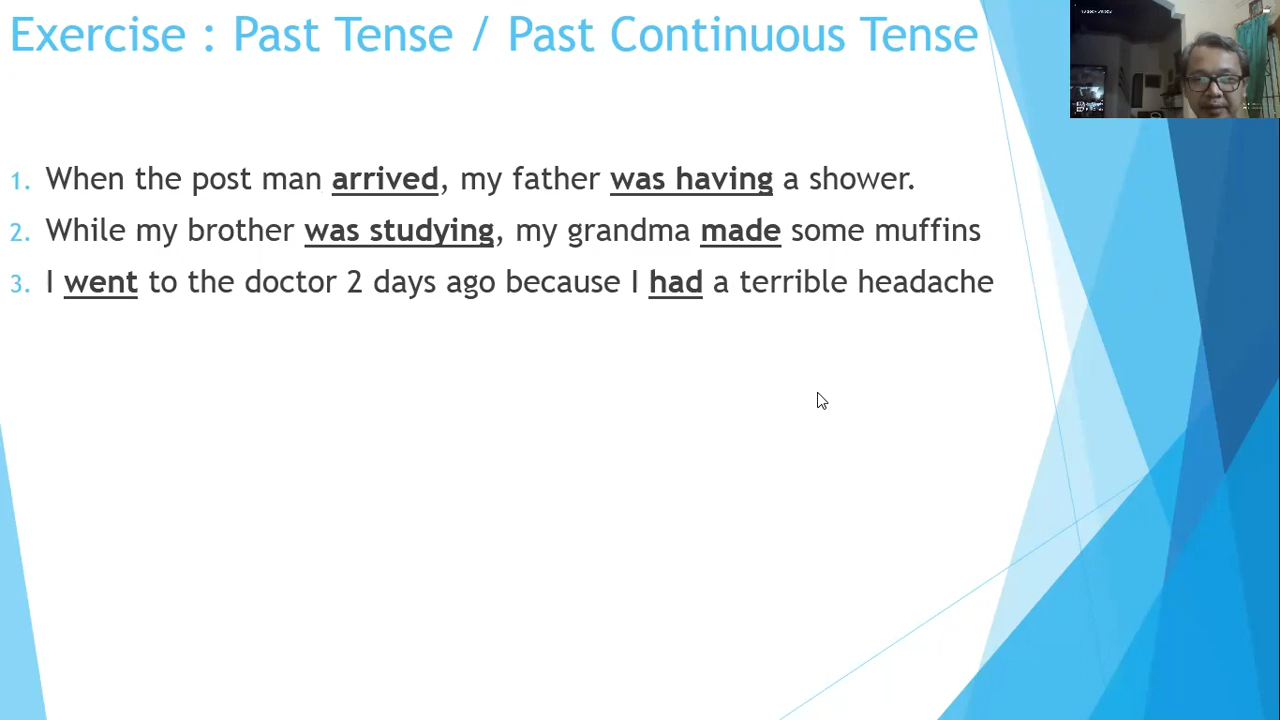 Exercise : Past Tense / Past Continuous Tense
1. When the post man arrived, my father was having a shower.
2. While my brother was studying, my grandma made some muffins
3. I went to the doctor 2 days ago because I had a terrible headache